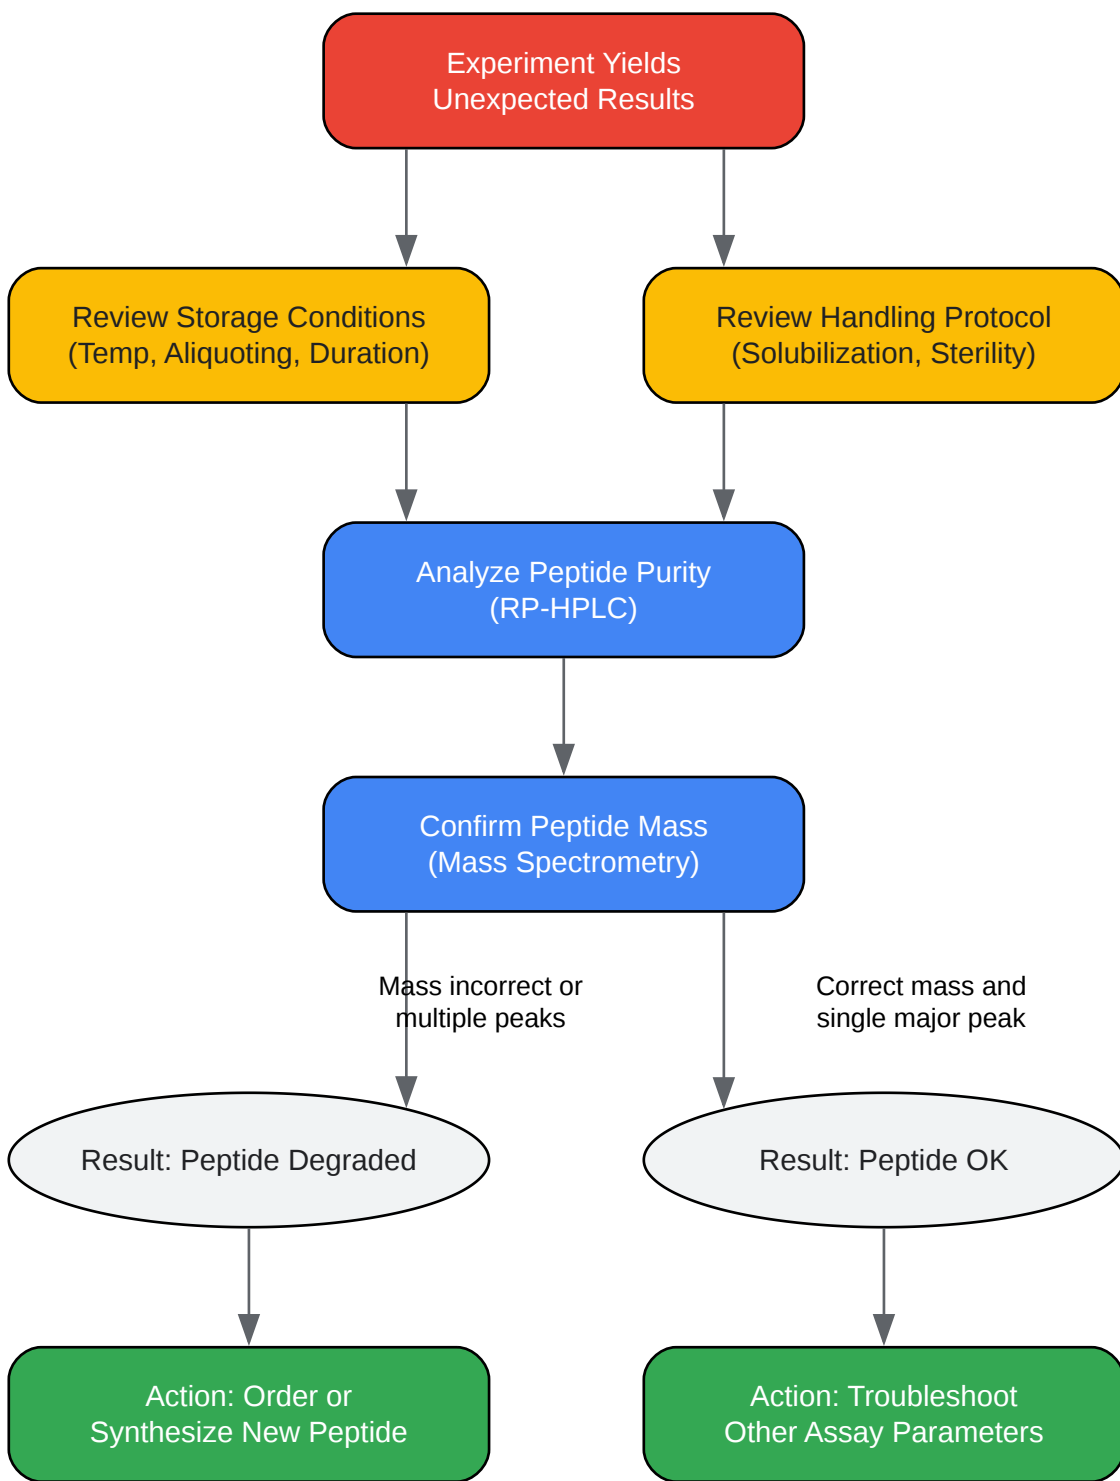 Experiment Yields
Unexpected Results
Review Storage Conditions
(Temp, Aliquoting, Duration)
Review Handling Protocol
(Solubilization, Sterility)
Analyze Peptide Purity
(RP-HPLC)
Confirm Peptide Mass
(Mass Spectrometry)
Mass incorrect or
multiple peaks
Correct mass and
single major peak
Result: Peptide Degraded
Result: Peptide OK
Action: Order or
Synthesize New Peptide
Action: Troubleshoot
Other Assay Parameters